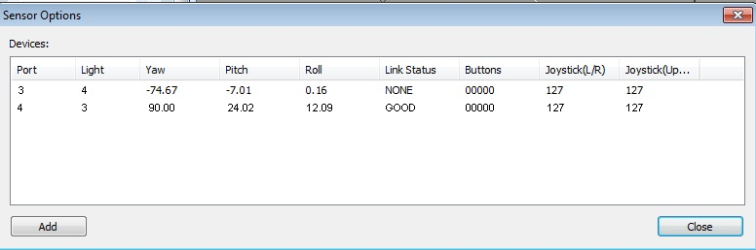 Sensor Options
Devices:
Port Light Yaw Pitch Roll Link Status Buttons Joystick(L/R) Joystick(Up...
3 4 -74.67 -7.01 0.16 NONE 00000 127 127
4 3 90.00 24.02 12.09 GOOD 00000 127 127
Add Close